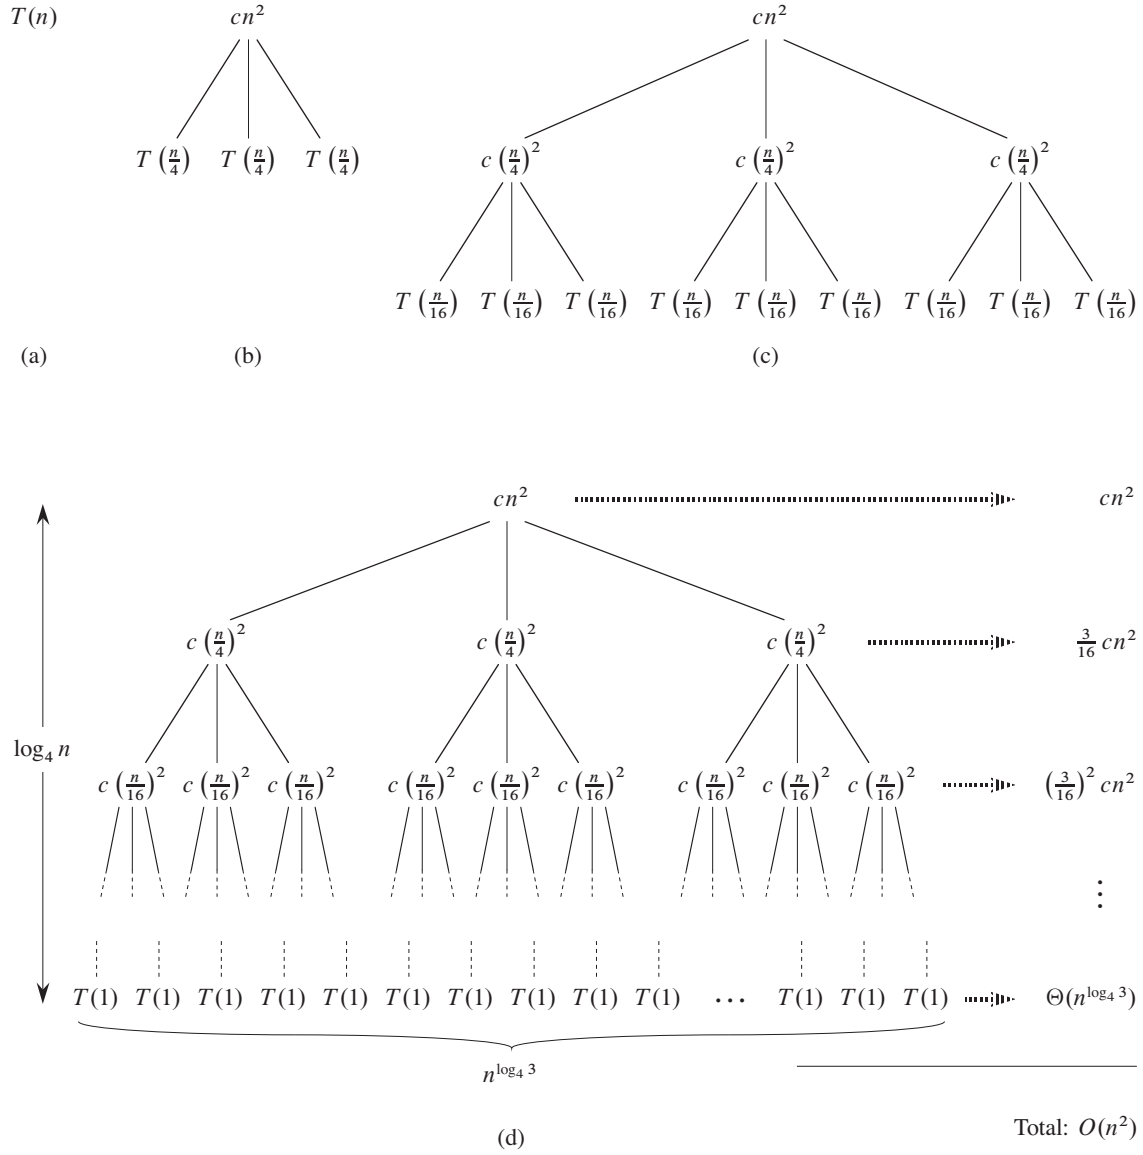 T(n) cn²
cn²
T(n/4) T(n/4) T(n/4)
c(n/4)² c(n/4)² c(n/4)²
T(n/16) T(n/16) T(n/16) T(n/16) T(n/16) T(n/16) T(n/16) T(n/16) T(n/16)
(a) (b) (c)
cn² cn²
c(n/4)² c(n/4)² c(n/4)² 3/16 cn²
log₄ n
c(n/16)² c(n/16)² c(n/16)² c(n/16)² c(n/16)² c(n/16)² c(n/16)² c(n/16)² c(n/16)² (3/16)² cn²
⋮
T(1) T(1) T(1) T(1) T(1) T(1) T(1) T(1) T(1) T(1) ... T(1) T(1) T(1) Θ(n^(log₄ 3))
n^(log₄ 3)
(d)
Total: O(n²)